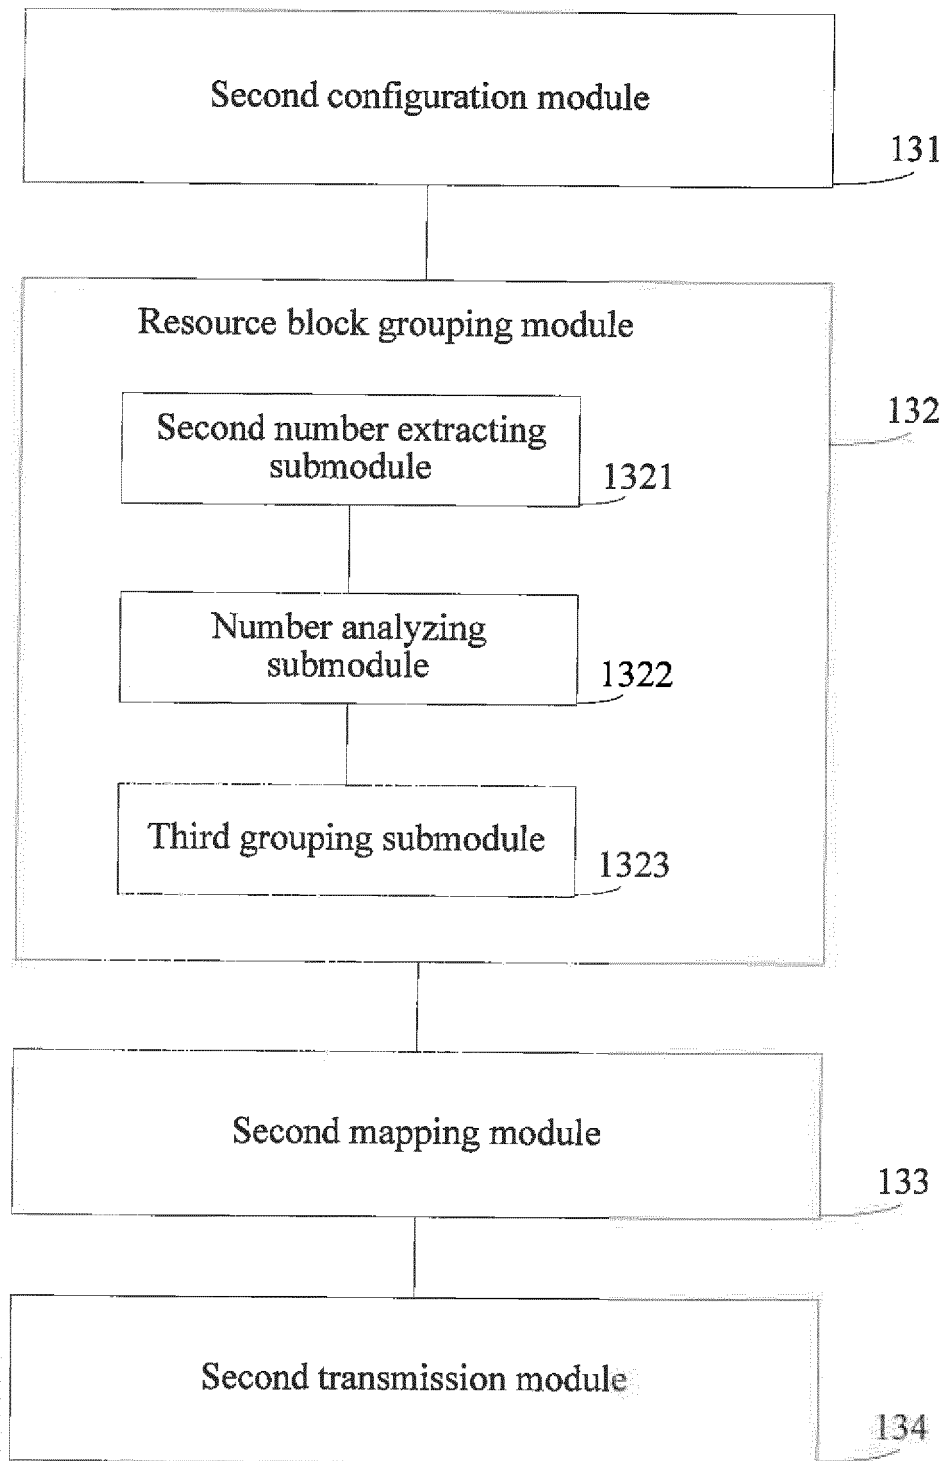 Second configuration module
131
Resource block grouping module
132
Second number extracting
submodule
1321
Number analyzing
submodule
1322
Third grouping submodule
1323
Second mapping module
133
Second transmission module
134